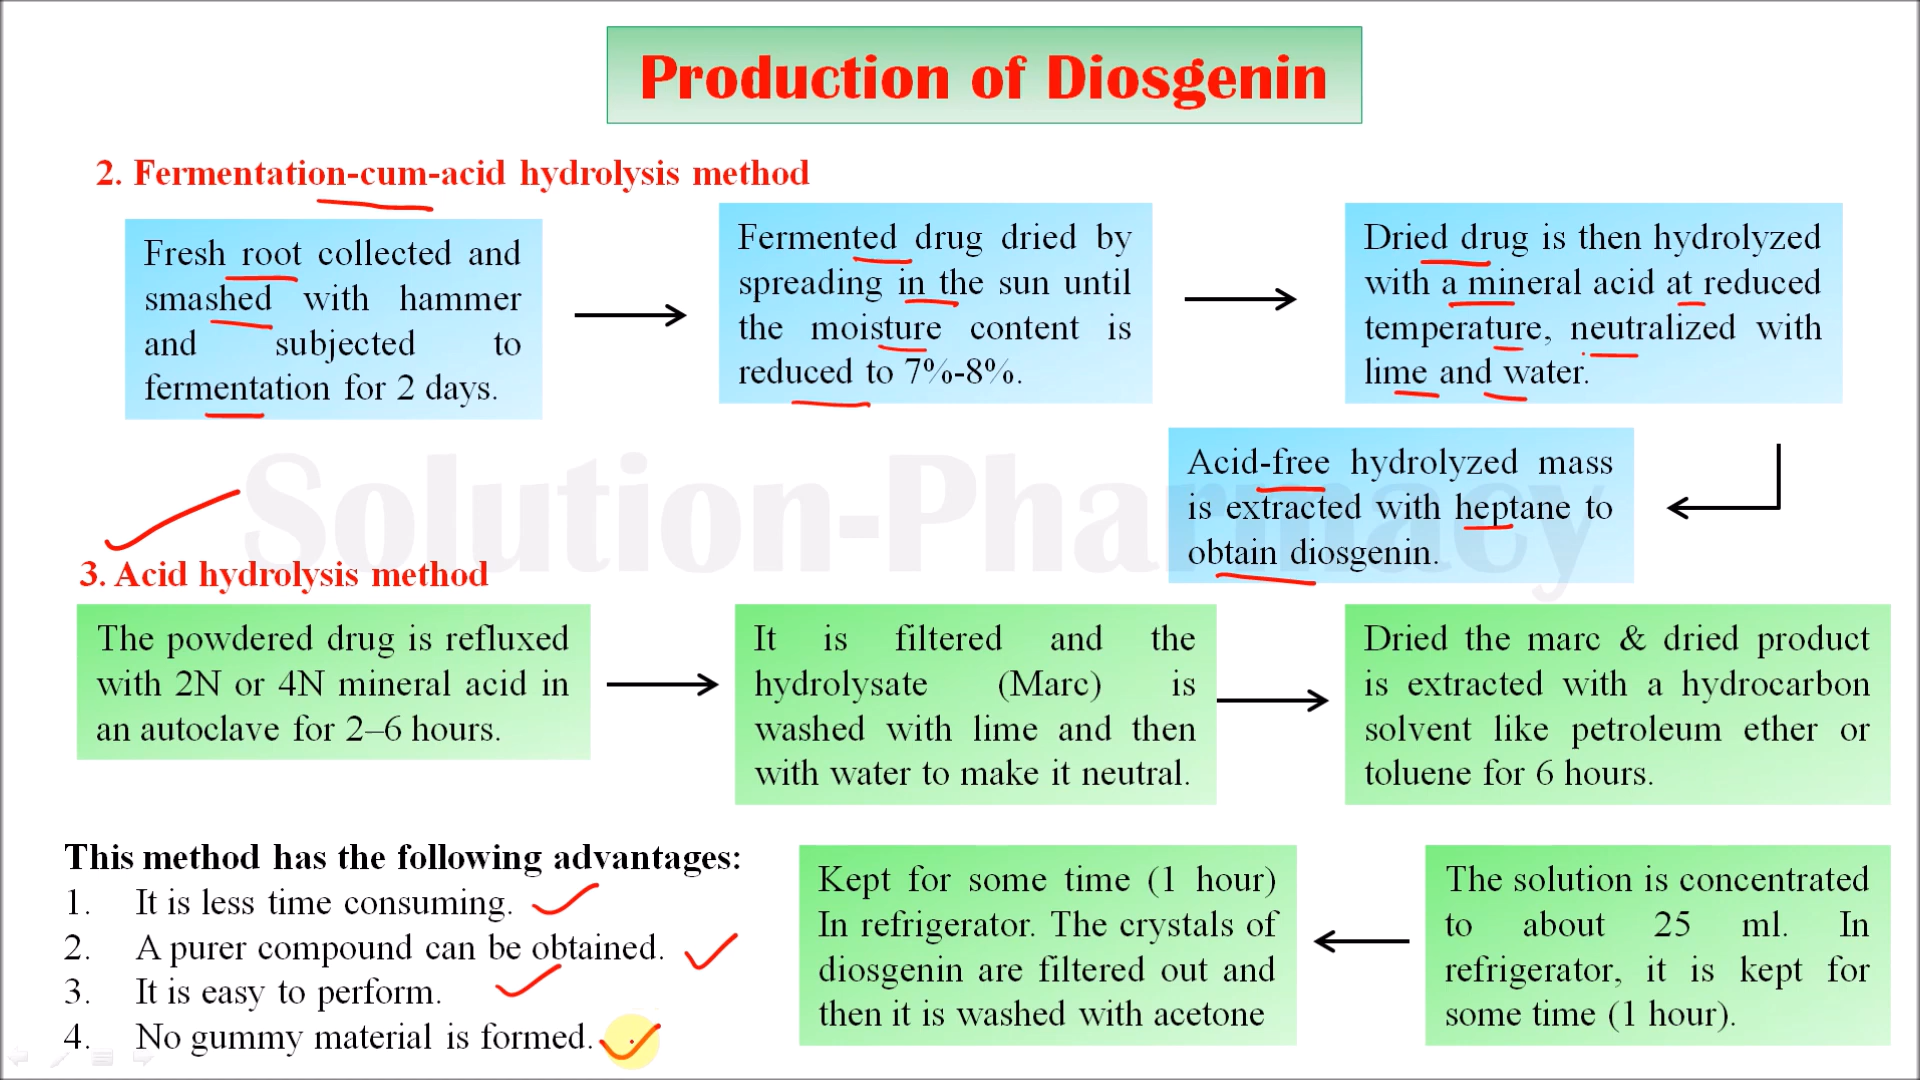 Production of Diosgenin
2. Fermentation-cum-acid hydrolysis method
Fresh root collected and
smashed with hammer
and subjected to
fermentation for 2 days.
Fermented drug dried by
spreading in the sun until
the moisture content is
reduced to 7%-8%.
Dried drug is then hydrolyzed
with a mineral acid at reduced
temperature, neutralized with
lime and water.
Acid-free hydrolyzed mass
is extracted with heptane to
obtain diosgenin.
Solution-Pharmacy
3. Acid hydrolysis method
The powdered drug is refluxed
with 2N or 4N mineral acid in
an autoclave for 2–6 hours.
It is filtered and the
hydrolysate (Marc) is
washed with lime and then
with water to make it neutral.
Dried the marc & dried product
is extracted with a hydrocarbon
solvent like petroleum ether or
toluene for 6 hours.
The solution is concentrated
to about 25 ml. In
refrigerator, it is kept for
some time (1 hour).
Kept for some time (1 hour)
In refrigerator. The crystals of
diosgenin are filtered out and
then it is washed with acetone
This method has the following advantages:
1. It is less time consuming.
2. A purer compound can be obtained.
3. It is easy to perform.
4. No gummy material is formed.